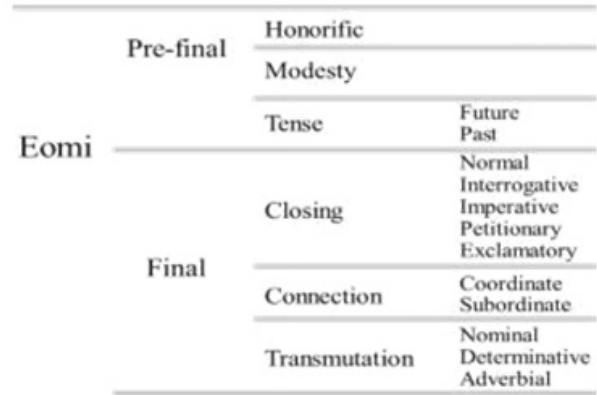 Eomi
Pre-final
Honorific
Modesty
Tense
Future
Past
Final
Closing
Normal
Interrogative
Imperative
Petitionary
Exclamatory
Connection
Coordinate
Subordinate
Transmutation
Nominal
Determinative
Adverbial